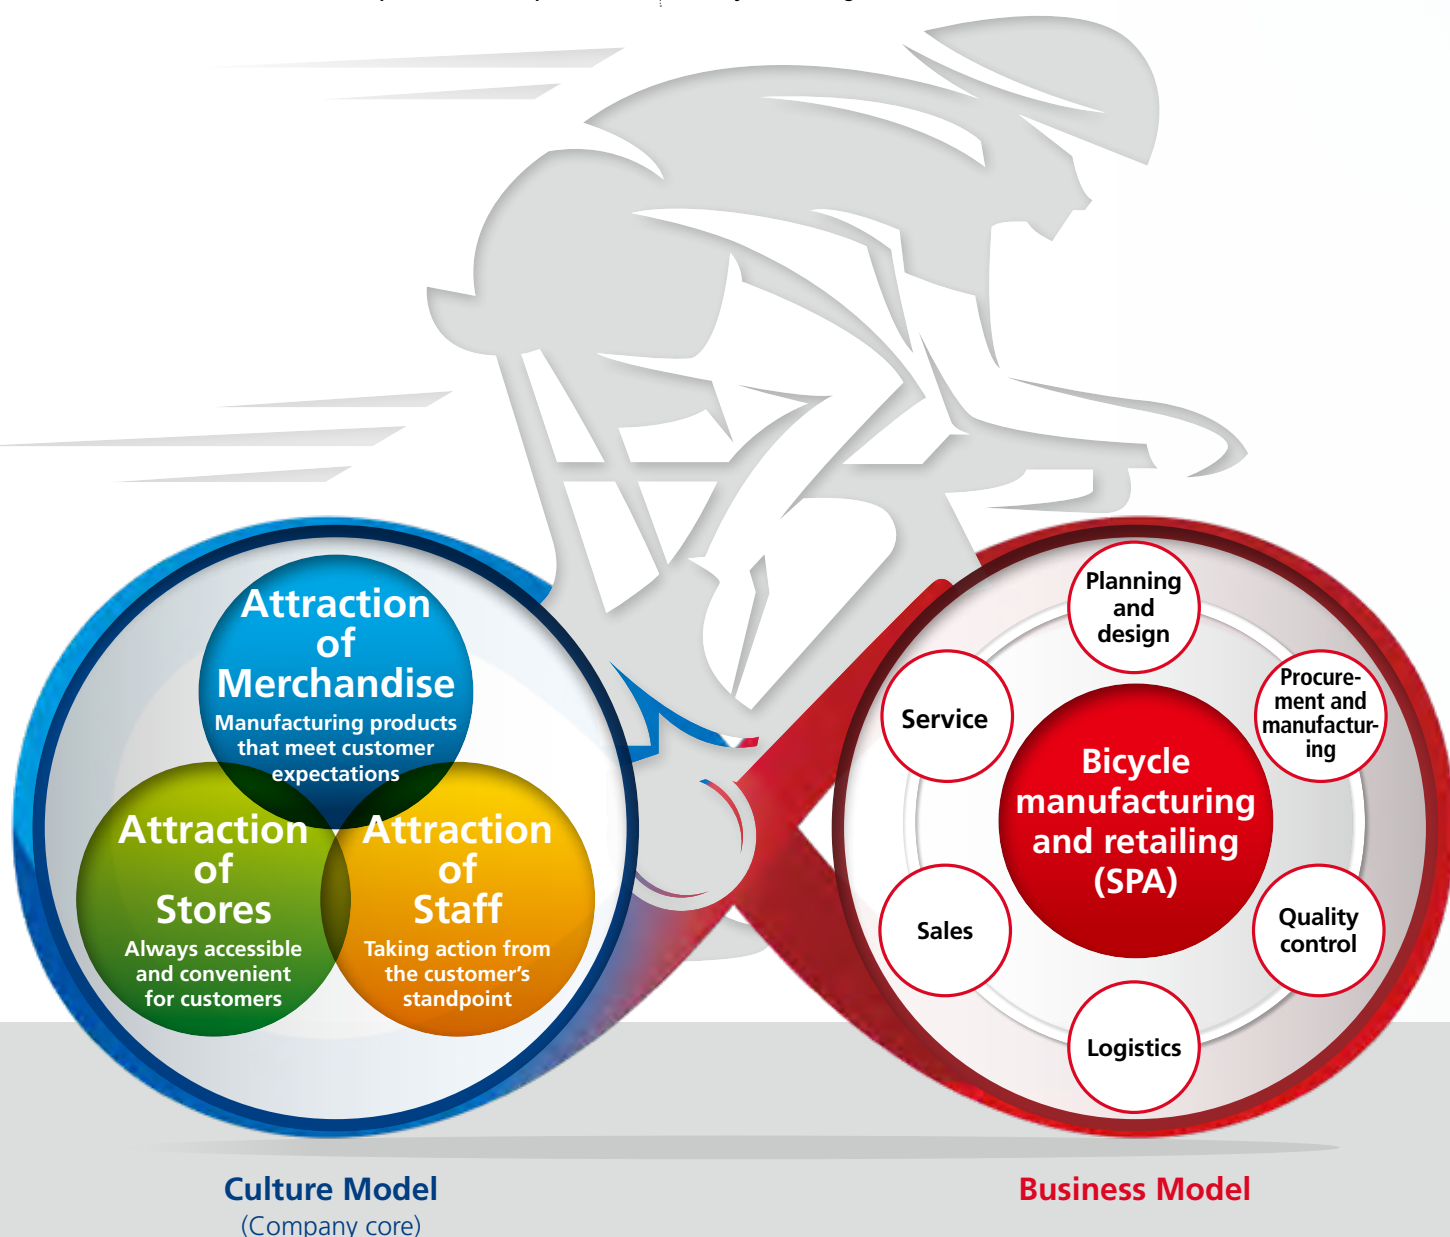 Attraction
of
Merchandise
Manufacturing products
that meet customer
expectations
Attraction
of
Stores
Always accessible
and convenient
for customers
Attraction
of
Staff
Taking action from
the customer’s
standpoint
Culture Model
(Company core)
Planning
and
design
Procure-
ment and
manufactur-
ing
Quality
control
Logistics
Sales
Service
Bicycle
manufacturing
and retailing
(SPA)
Business Model